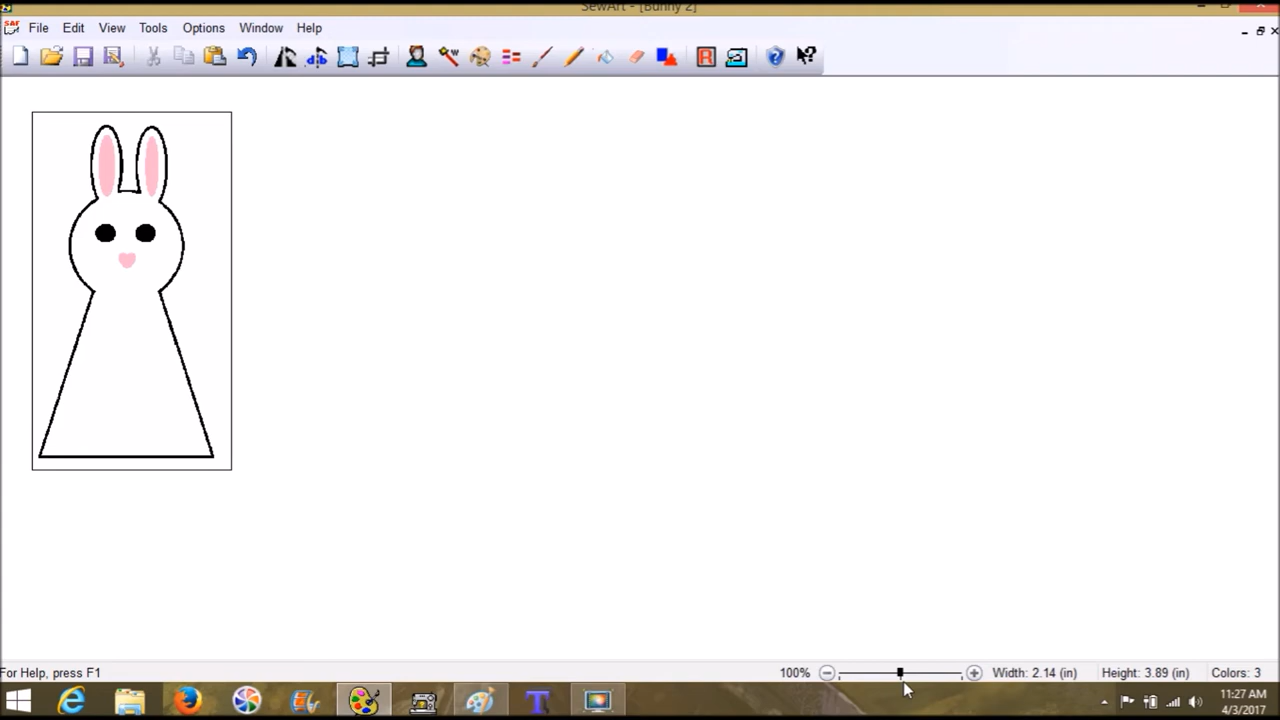 SewArt - [Bunny 2]
File Edit View Tools Options Window Help
For Help, press F1
100%
Width: 2.14 (in)
Height: 3.89 (in)
Colors: 3
11:27 AM
4/3/2017